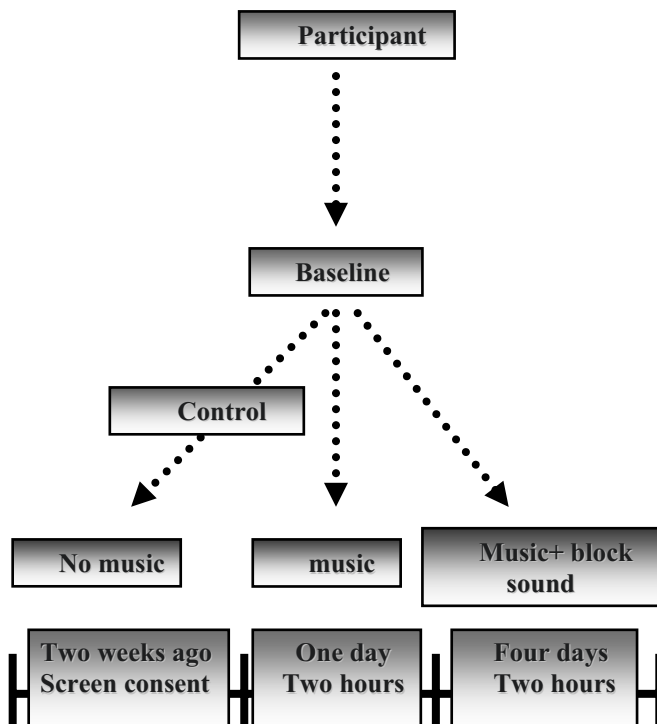 Participant
Baseline
Control
No music
music
Music+ block
sound
Two weeks ago
Screen consent
One day
Two hours
Four days
Two hours